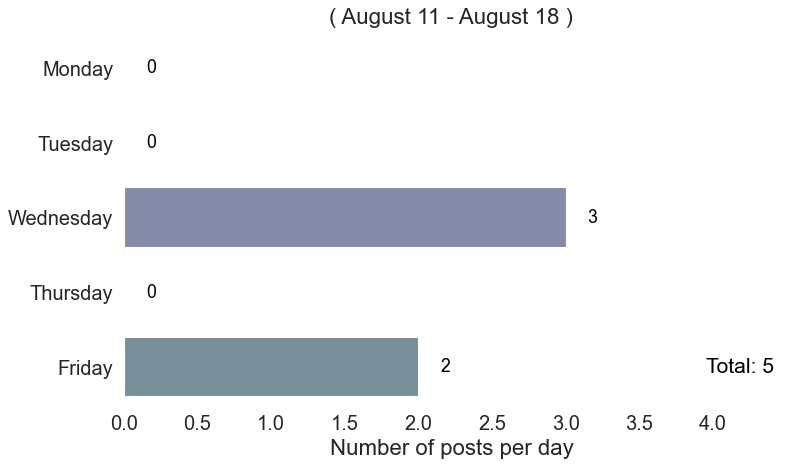 ( August 11 - August 18 )
Monday 0
Tuesday 0
Wednesday 3
Thursday 0
Friday 2 Total: 5
0.0 0.5 1.0 1.5 2.0 2.5 3.0 3.5 4.0
Number of posts per day